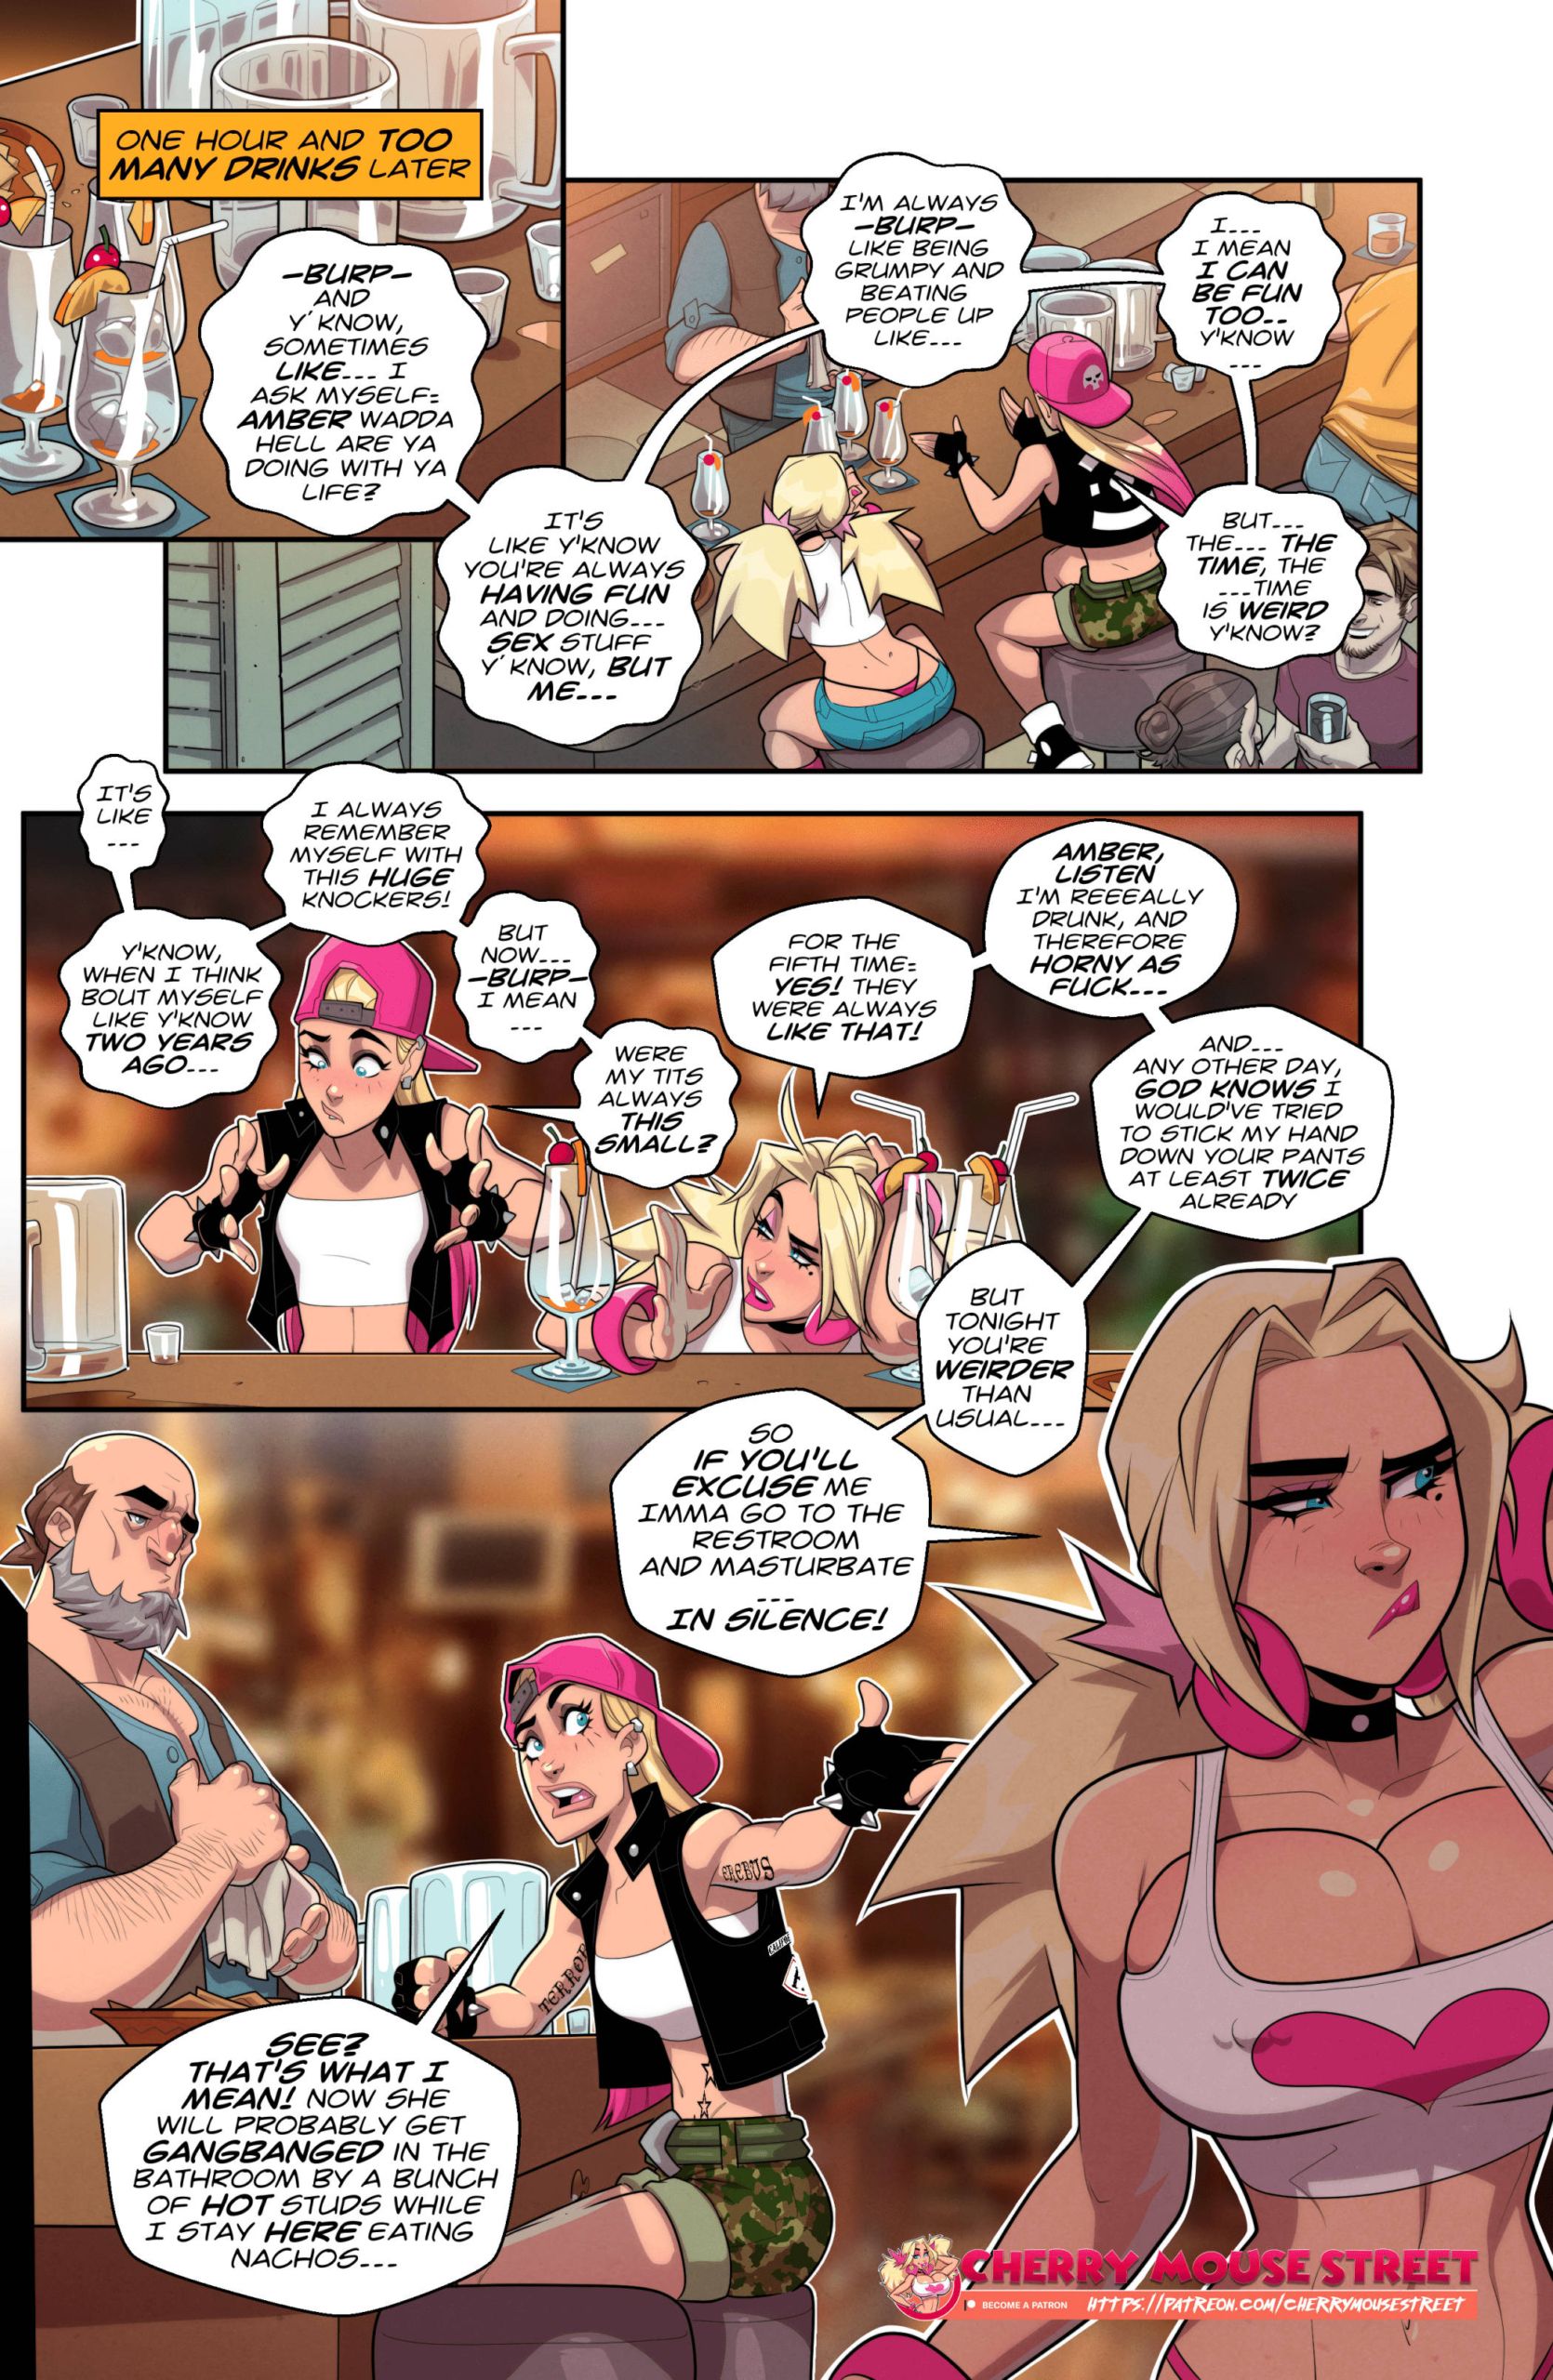 ONE HOUR AND TOO
MANY DRINKS LATER
-BURP-
AND
Y'KNOW,
SOMETIMES
LIKE... I
ASK MYSELF:
AMBER WADDA
HELL ARE YA
DOING WITH YA
LIFE?
IT'S
LIKE Y'KNOW
YOU'RE ALWAYS
HAVING FUN
AND DOING...
SEX STUFF
Y'KNOW, BUT
ME...
I'M ALWAYS
-BURP-
LIKE BEING
GRUMPY AND
BEATING
PEOPLE UP
LIKE...
I...
I MEAN
I CAN
BE FUN
TOO..
Y'KNOW
...
BUT...
THE... THE
TIME, THE
...TIME
IS WEIRD
Y'KNOW?
IT'S
LIKE
...
Y'KNOW,
WHEN I THINK
BOUT MYSELF
LIKE Y'KNOW
TWO YEARS
AGO...
I ALWAYS
REMEMBER
MYSELF WITH
THIS HUGE
KNOCKERS!
BUT
NOW...
-BURP-
I MEAN
...
WERE
MY TITS
ALWAYS
THIS
SMALL?
FOR THE
FIFTH TIME:
YES! THEY
WERE ALWAYS
LIKE THAT!
AMBER,
LISTEN
I'M REEEALLY
DRUNK, AND
THEREFORE
HORNY AS
FUCK...
AND...
ANY OTHER DAY,
GOD KNOWS I
WOULD'VE TRIED
TO STICK MY HAND
DOWN YOUR PANTS
AT LEAST TWICE
ALREADY
BUT
TONIGHT
YOU'RE
WEIRDER
THAN
USUAL...
SO
IF YOU'LL
EXCUSE ME
IMMA GO TO THE
RESTROOM
AND MASTURBATE
...
IN SILENCE!
EREBUS
TERROR
SEE?
THAT'S WHAT I
MEAN! NOW SHE
WILL PROBABLY GET
GANGBANGED IN THE
BATHROOM BY A BUNCH
OF HOT STUDS WHILE
I STAY HERE EATING
NACHOS...
CHERRY MOUSE STREET
BECOME A PATRON HTTPS://PATREON.COM/CHERRYMOUSESTREET